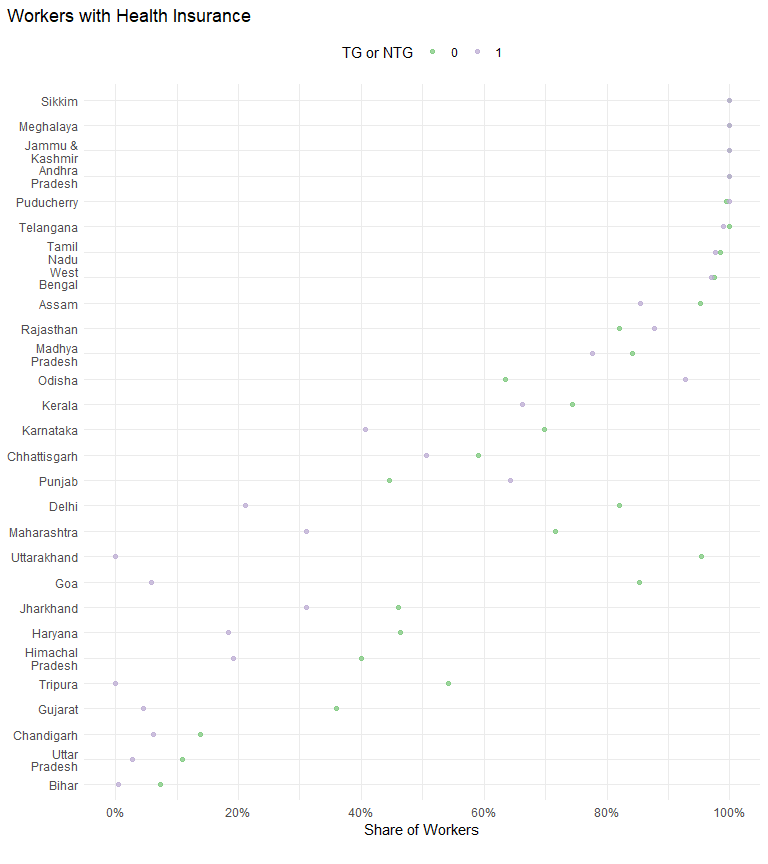 Workers with Health Insurance
TG or NTG 0 1
Sikkim
Meghalaya
Jammu &
Kashmir
Andhra
Pradesh
Puducherry
Telangana
Tamil
Nadu
West
Bengal
Assam
Rajasthan
Madhya
Pradesh
Odisha
Kerala
Karnataka
Chhattisgarh
Punjab
Delhi
Maharashtra
Uttarakhand
Goa
Jharkhand
Haryana
Himachal
Pradesh
Tripura
Gujarat
Chandigarh
Uttar
Pradesh
Bihar
0% 20% 40% 60% 80% 100%
Share of Workers